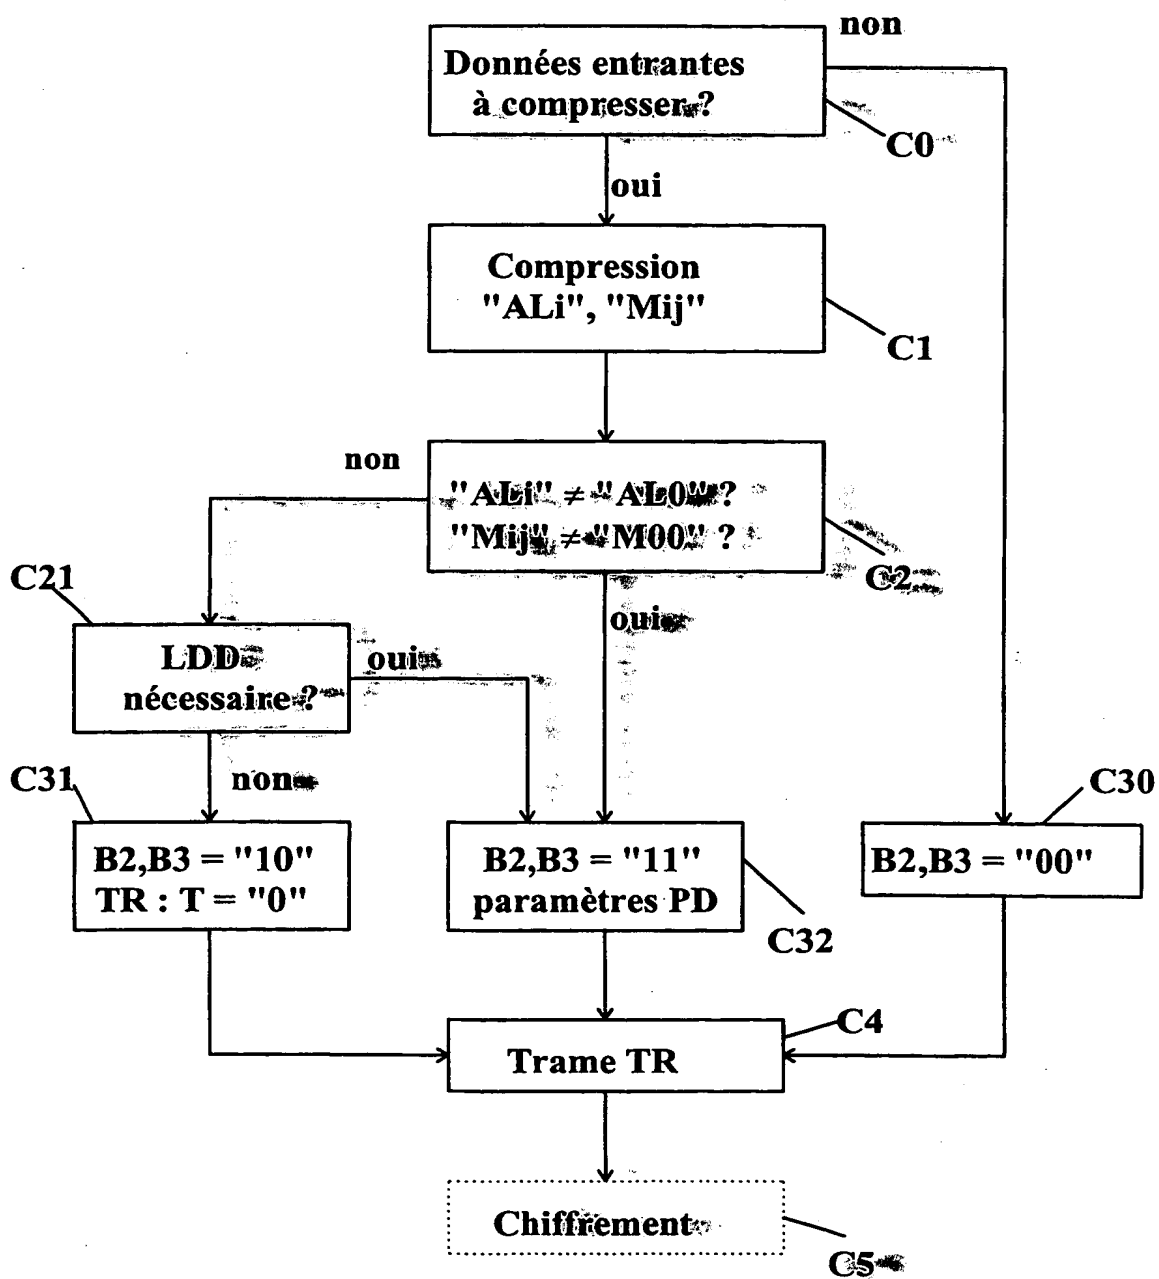 non
Données entrantes
à compresser ?
C0
oui
Compression
"ALi", "Mij"
C1
non
"ALi" ≠ "AL0" ?
"Mij" ≠ "M00" ?
C2
C21
oui
LDD
nécessaire ?
oui
C31
non
C30
B2,B3 = "10"
TR : T = "0"
B2,B3 = "11"
paramètres PD
B2,B3 = "00"
C32
C4
Trame TR
Chiffrement
C5